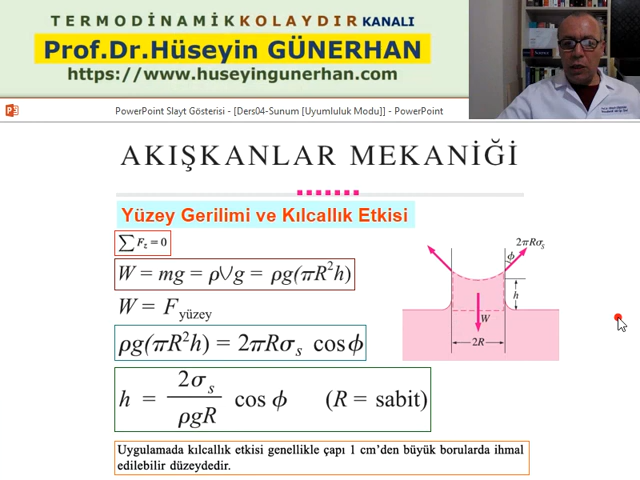 TERMODİNAMİKKOLAYDIR KANALI
Prof.Dr.Hüseyin GÜNERHAN
https://www.huseyingunerhan.com
PowerPoint Slayt Gösterisi - [Ders04-Sunum [Uyumluluk Modu]] - PowerPoint
AKIŞKANLAR MEKANİĞİ
Yüzey Gerilimi ve Kılcallık Etkisi
∑ F_z = 0
W = mg = ρ∪g = ρg(πR²h)
W = F_yüzey
ρg(πR²h) = 2πRσ_s cosϕ
h = 2σ_s / ρgR cos ϕ (R = sabit)
2πRσ_s
ϕ
h
W
2R
Uygulamada kılcallık etkisi genellikle çapı 1 cm'den büyük borularda ihmal
edilebilir düzeydedir.